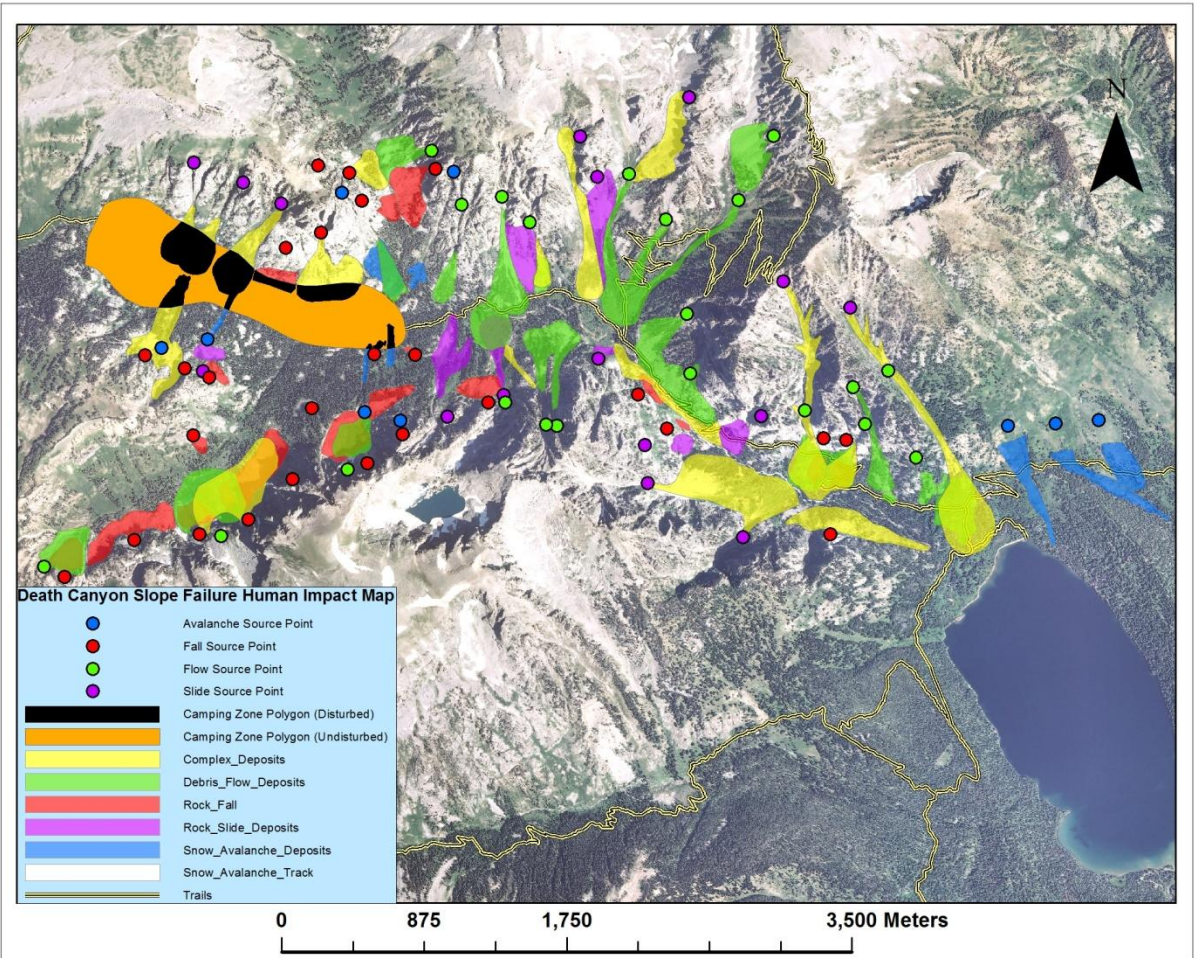 N
Death Canyon Slope Failure Human Impact Map
Avalanche Source Point
Fall Source Point
Flow Source Point
Slide Source Point
Camping Zone Polygon (Disturbed)
Camping Zone Polygon (Undisturbed)
Complex_Deposits
Debris_Flow_Deposits
Rock_Fall
Rock_Slide_Deposits
Snow_Avalanche_Deposits
Snow_Avalanche_Track
Trails
0 875 1,750 3,500 Meters